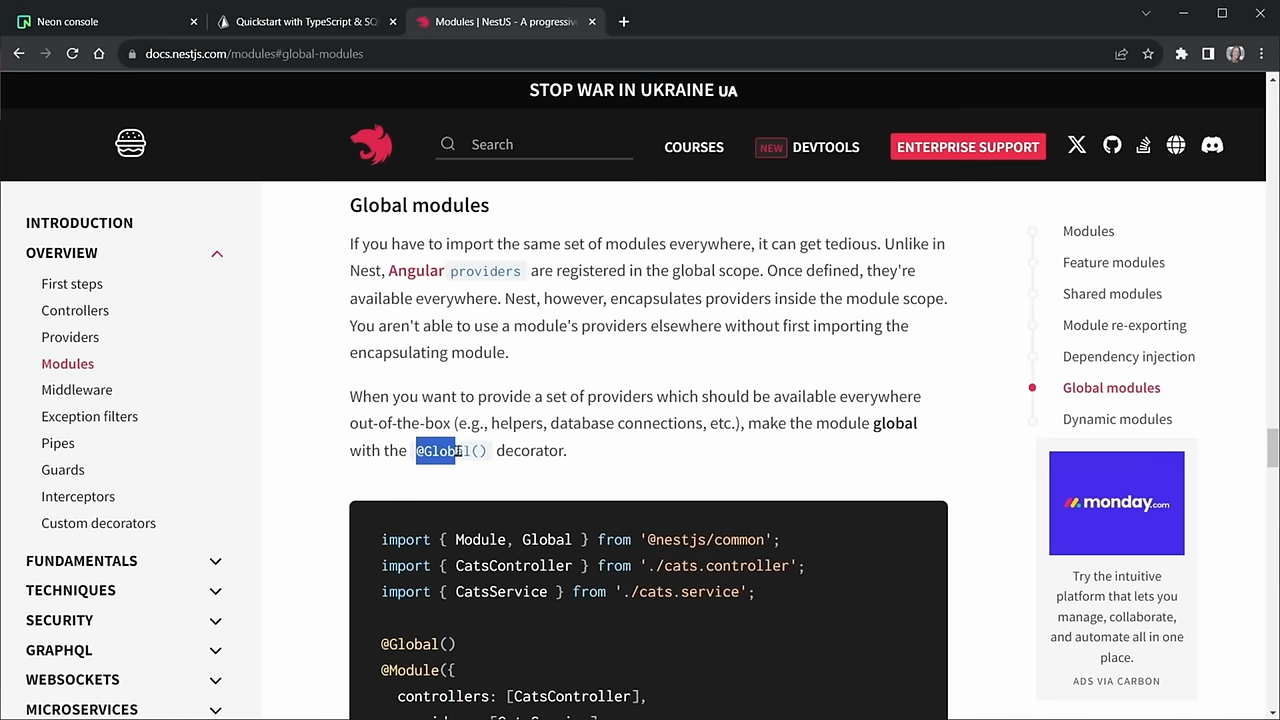 Neon console
Quickstart with TypeScript & SQ
Modules | NestJS - A progressiv
docs.nestjs.com/modules#global-modules
STOP WAR IN UKRAINE UA
Search
COURSES
NEW DEVTOOLS
ENTERPRISE SUPPORT
INTRODUCTION
OVERVIEW
First steps
Controllers
Providers
Modules
Middleware
Exception filters
Pipes
Guards
Interceptors
Custom decorators
FUNDAMENTALS
TECHNIQUES
SECURITY
GRAPHQL
WEBSOCKETS
MICROSERVICES
Global modules
If you have to import the same set of modules everywhere, it can get tedious. Unlike in
Nest, Angular providers are registered in the global scope. Once defined, they're
available everywhere. Nest, however, encapsulates providers inside the module scope.
You aren't able to use a module's providers elsewhere without first importing the
encapsulating module.
When you want to provide a set of providers which should be available everywhere
out-of-the-box (e.g., helpers, database connections, etc.), make the module global
with the @Global() decorator.
import { Module, Global } from '@nestjs/common';
import { CatsController } from './cats.controller';
import { CatsService } from './cats.service';
@Global()
@Module({
controllers: [CatsController],
Modules
Feature modules
Shared modules
Module re-exporting
Dependency injection
Global modules
Dynamic modules
monday.com
Try the intuitive
platform that lets you
manage, collaborate,
and automate all in one
place.
ADS VIA CARBON